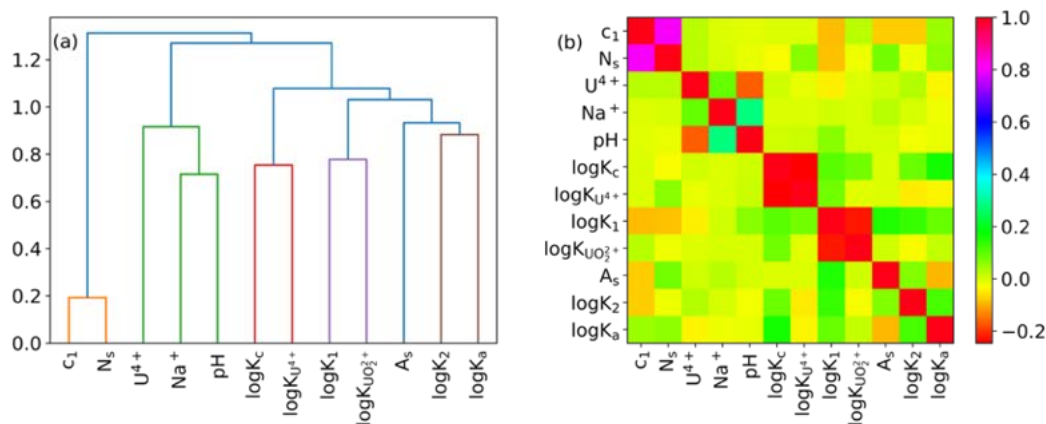 (a)
1.2
1.0
0.8
0.6
0.4
0.2
0.0
c₁
Nₛ
U⁴⁺
Na⁺
pH
logK_c
logK_U⁴⁺
logK₁
logK_UO₂²⁺
Aₛ
logK₂
logKₐ
(b)
c₁
Nₛ
U⁴⁺
Na⁺
pH
logK_c
logK_U⁴⁺
logK₁
logK_UO₂²⁺
Aₛ
logK₂
logKₐ
c₁
Nₛ
U⁴⁺
Na⁺
pH
logK_c
logK_U⁴⁺
logK₁
logK_UO₂²⁺
Aₛ
logK₂
logKₐ
1.0
0.8
0.6
0.4
0.2
0.0
−0.2